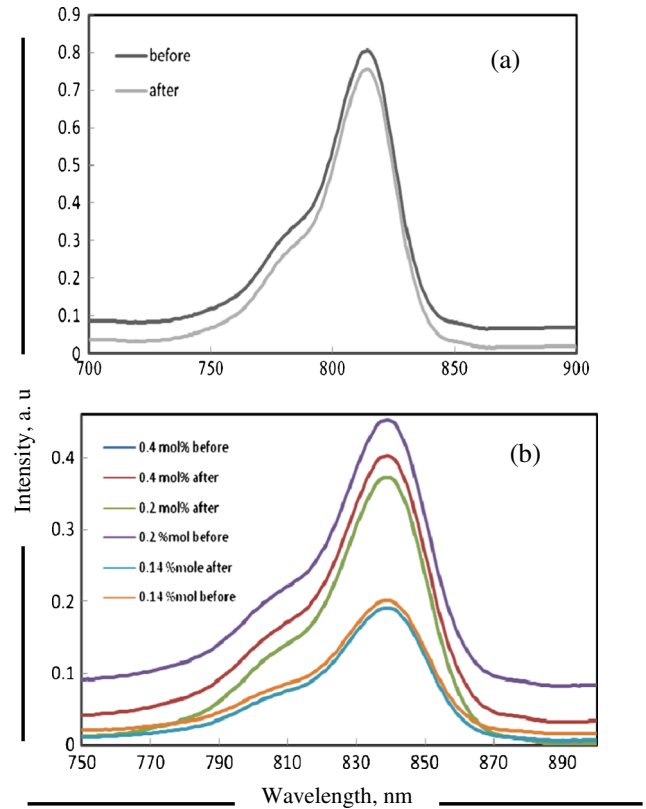 0.9
0.8
0.7
0.6
0.5
0.4
0.3
0.2
0.1
0
before
after
(a)
700 750 800 850 900
Intensity, a. u
0.4
0.3
0.2
0.1
0
0.4 mol% before
0.4 mol% after
0.2 mol% after
0.2 %mol before
0.14 %mole after
0.14 %mol before
(b)
750 770 790 810 830 850 870 890
Wavelength, nm